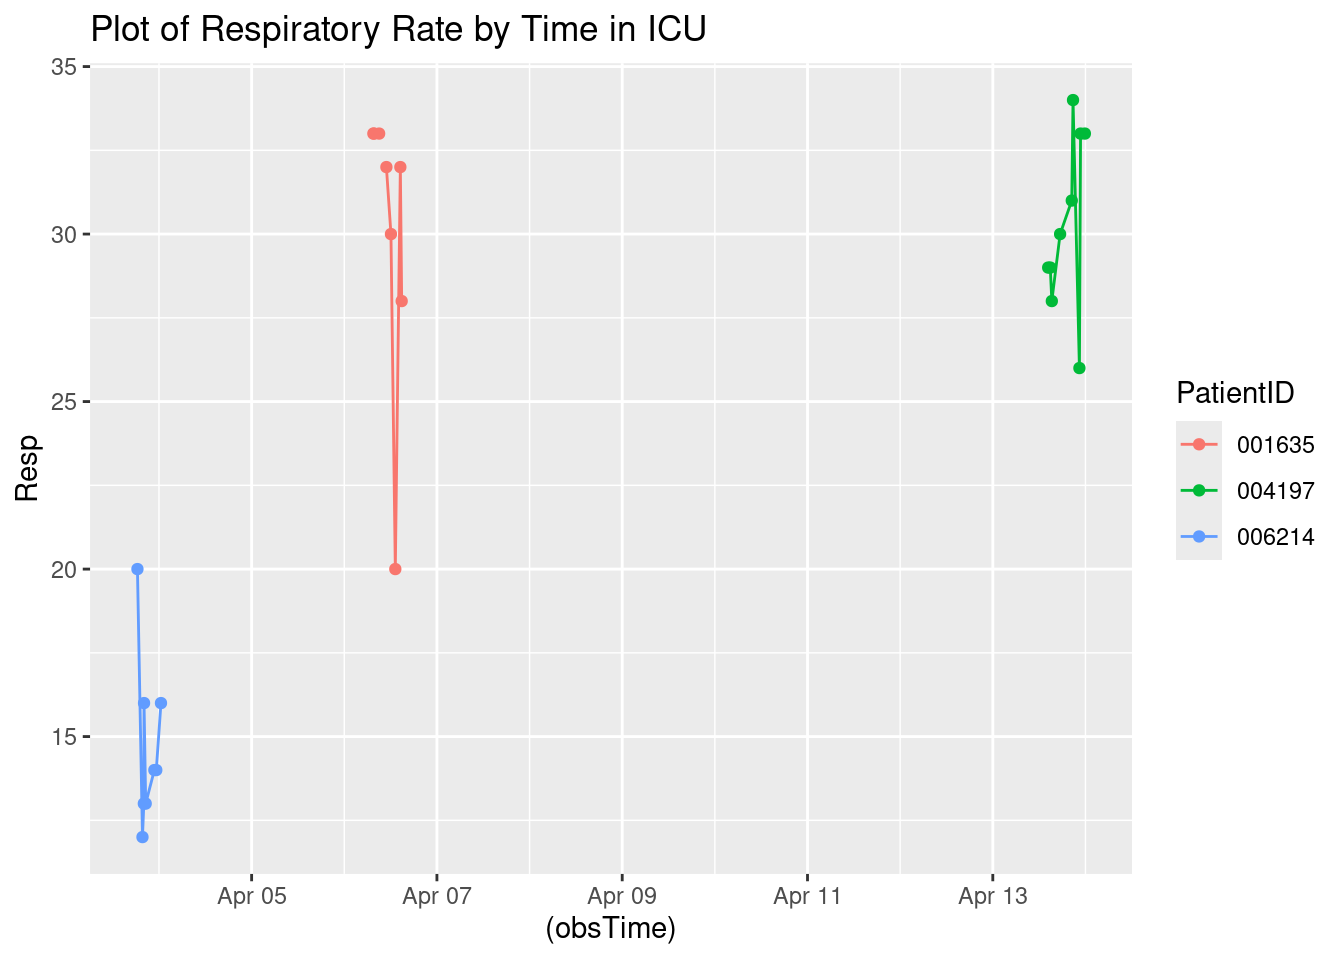 Plot of Respiratory Rate by Time in ICU
35
30
25
20
15
Resp
Apr 05
Apr 07
Apr 09
Apr 11
Apr 13
(obsTime)
PatientID
001635
004197
006214